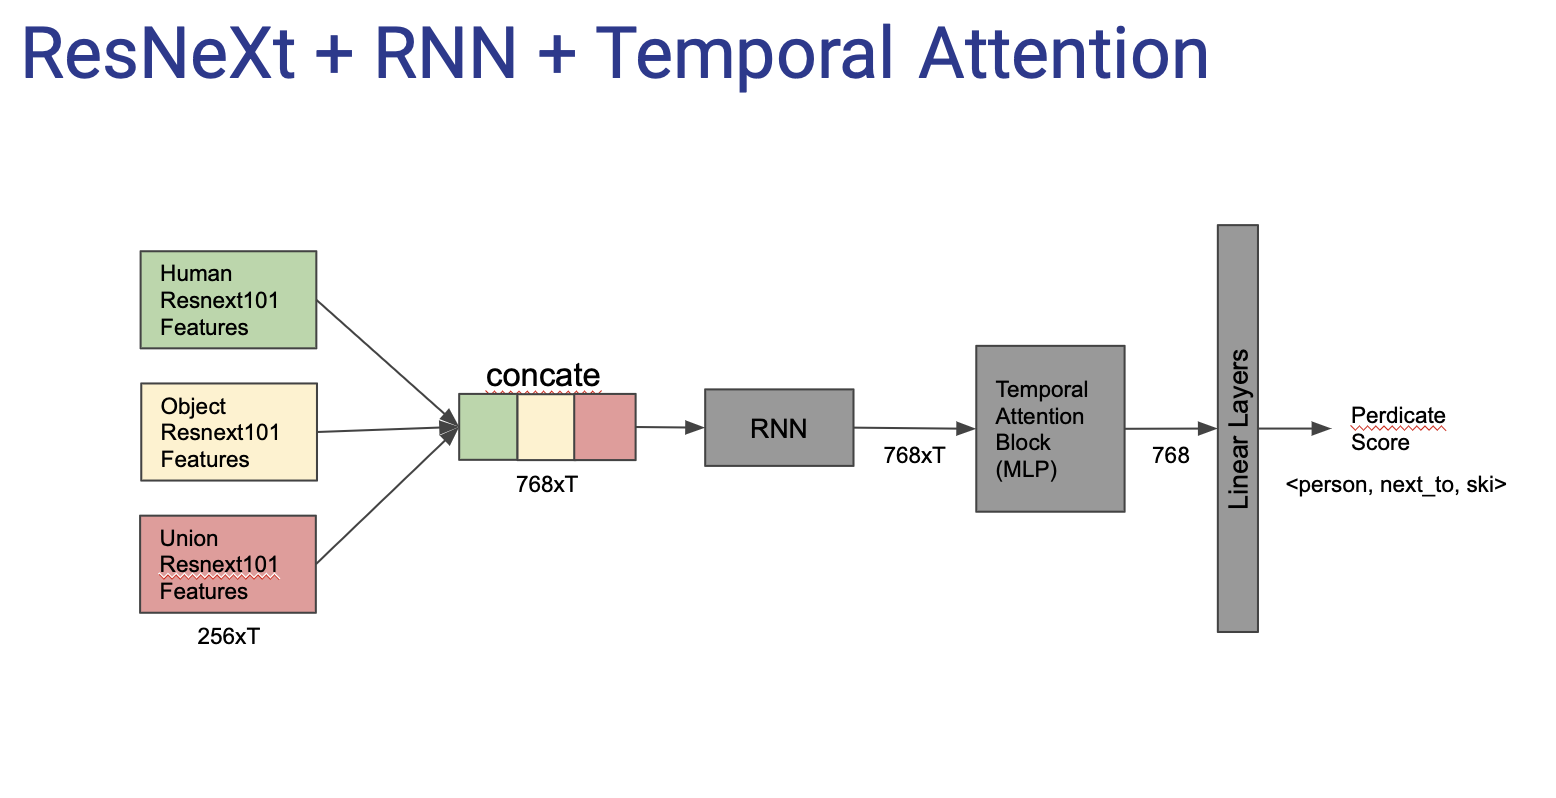 ResNeXt + RNN + Temporal Attention
Human
Resnext101
Features
Object
Resnext101
Features
Union
Resnext101
Features
256xT
concate
768xT
RNN
768xT
Temporal
Attention
Block
(MLP)
768
Linear Layers
Perdicate
Score
<person, next_to, ski>